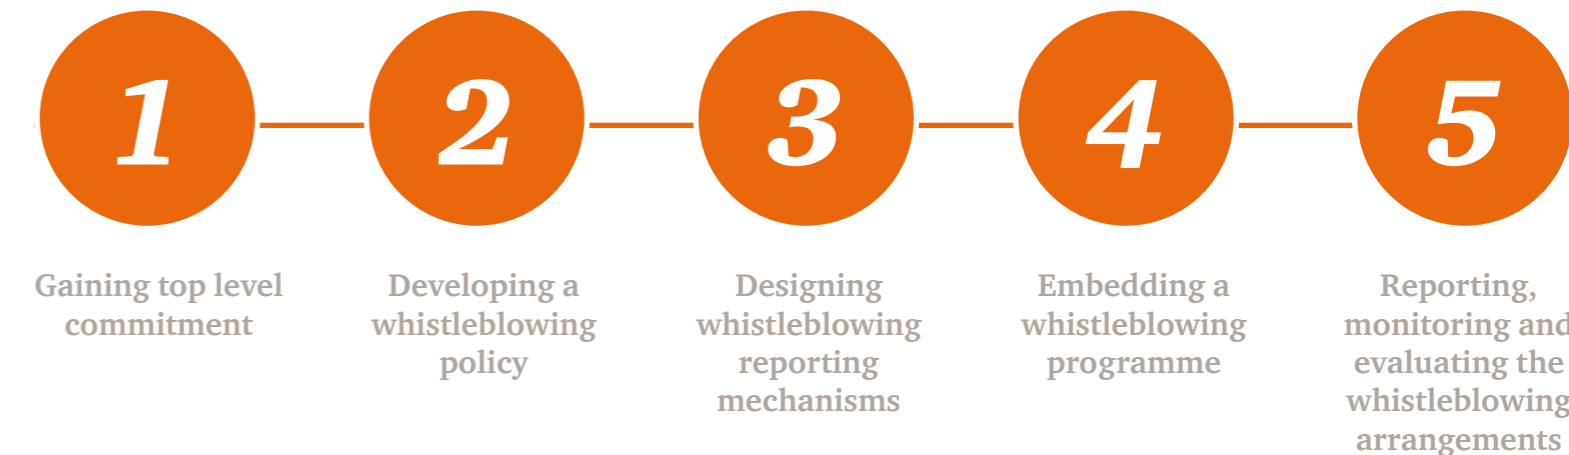 1
2
3
4
5
Gaining top level
commitment
Developing a
whistleblowing
policy
Designing
whistleblowing
reporting
mechanisms
Embedding a
whistleblowing
programme
Reporting,
monitoring and
evaluating the
whistleblowing
arrangements